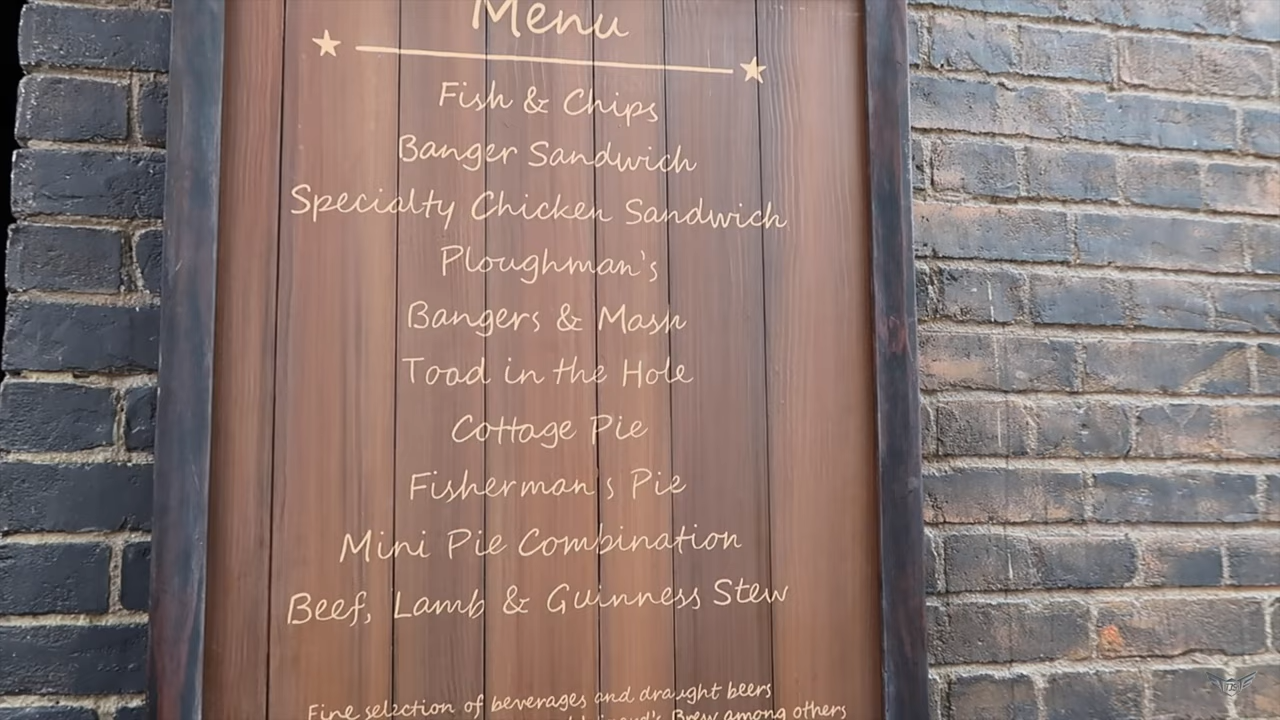 Menu
Fish & Chips
Banger Sandwich
Specialty Chicken Sandwich
Ploughman's
Bangers & Mash
Toad in the Hole
Cottage Pie
Fisherman's Pie
Mini Pie Combination
Beef, Lamb & Guinness Stew
Fine selection of beverages and draught beers
Brew among others